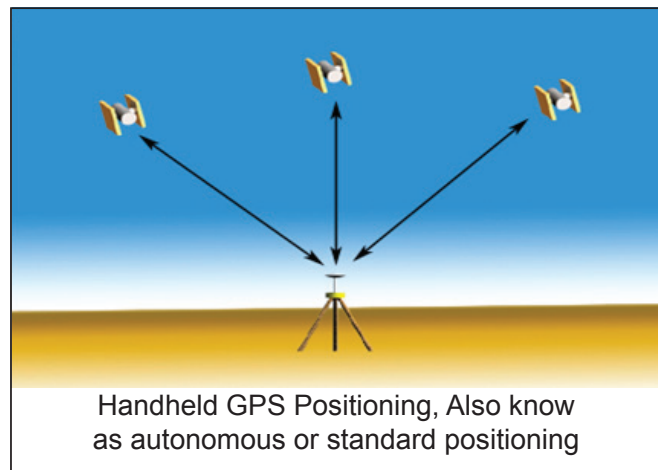 Handheld GPS Positioning, Also know
as autonomous or standard positioning